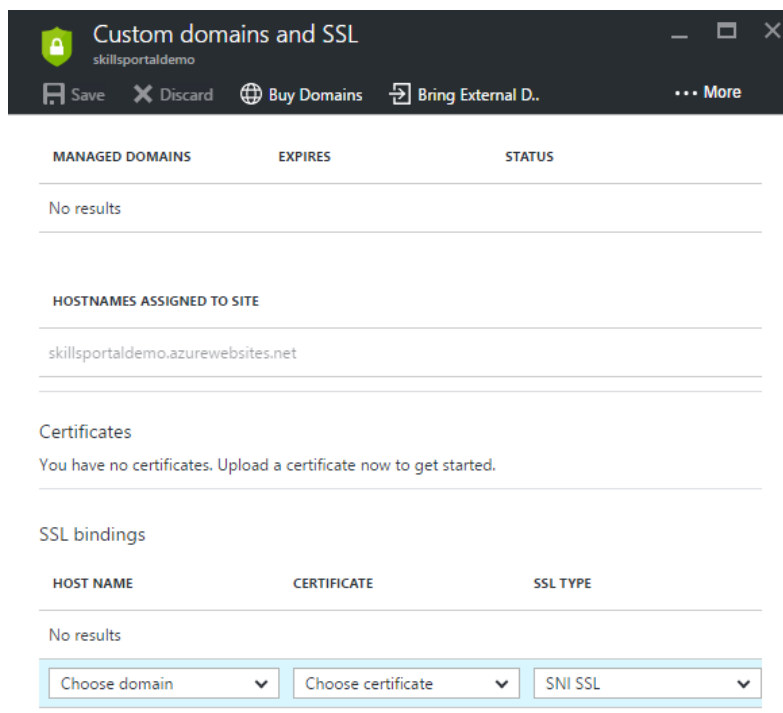 Custom domains and SSL
skillsportaldemo
Save Discard Buy Domains Bring External D.. ••• More
MANAGED DOMAINS EXPIRES STATUS
No results
HOSTNAMES ASSIGNED TO SITE
skillsportaldemo.azurewebsites.net
Certificates
You have no certificates. Upload a certificate now to get started.
SSL bindings
HOST NAME CERTIFICATE SSL TYPE
No results
Choose domain Choose certificate SNI SSL